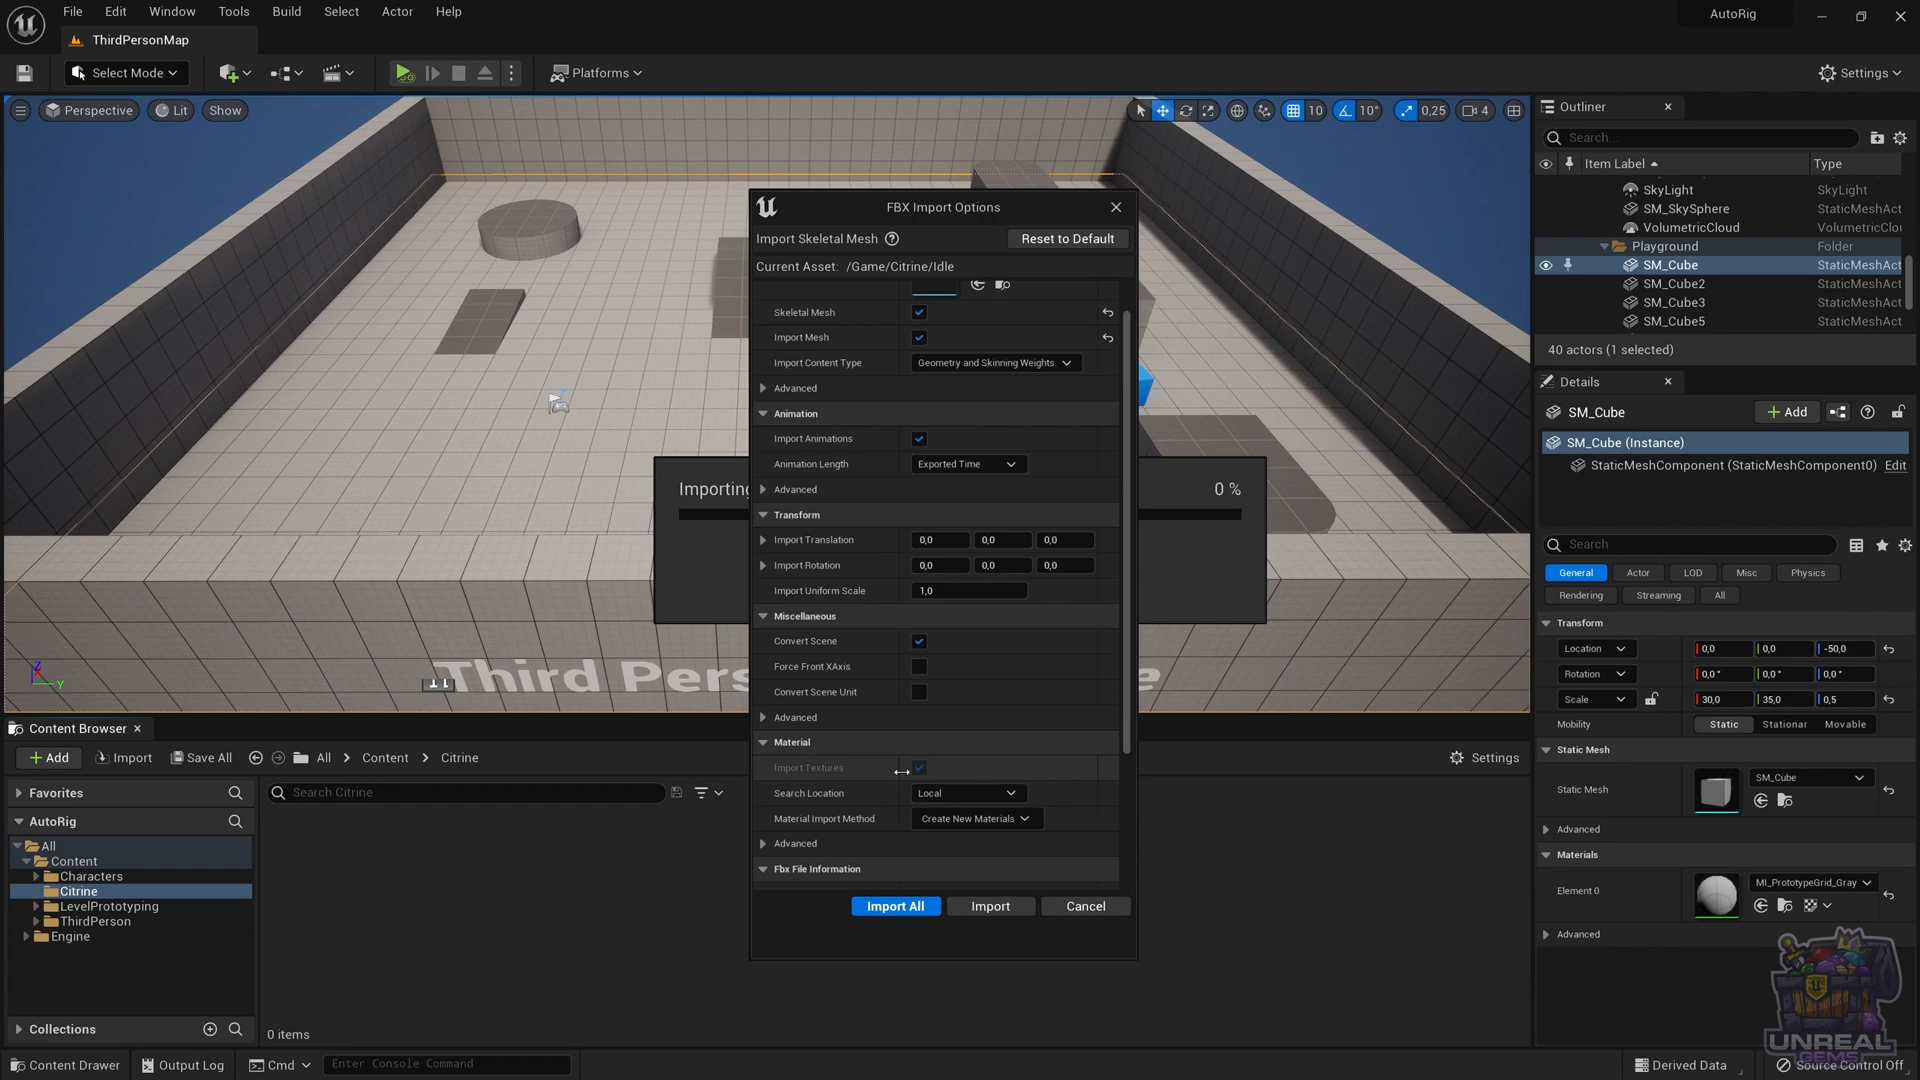 File Edit Window Tools Build Select Actor Help
AutoRig
ThirdPersonMap
Select Mode
Platforms
Settings
Perspective
Lit
Show
10
10°
0,25
4
Third Pers
e
Importing
0 %
FBX Import Options
Import Skeletal Mesh
Reset to Default
Current Asset: /Game/Citrine/Idle
Skeletal Mesh
Import Mesh
Import Content Type
Geometry and Skinning Weights.
Advanced
Animation
Import Animations
Animation Length
Exported Time
Advanced
Transform
Import Translation
0,0 0,0 0,0
Import Rotation
0,0 0,0 0,0
Import Uniform Scale
1,0
Miscellaneous
Convert Scene
Force Front XAxis
Convert Scene Unit
Advanced
Material
Import Textures
Search Location
Local
Material Import Method
Create New Materials
Advanced
Fbx File Information
Import All
Import
Cancel
Outliner
Search...
Item Label
Type
SkyLight SkyLight
SM_SkySphere StaticMeshAct
VolumetricCloud Volumetric
Playground Folder
SM_Cube StaticMeshAct
SM_Cube2 StaticMeshAct
SM_Cube3 StaticMeshAct
SM_Cube5 StaticMeshAct
40 actors (1 selected)
Details
SM_Cube
Add
SM_Cube (Instance)
StaticMeshComponent (StaticMeshComponent0)
Edit
Search
General Actor LOD Misc Physics
Rendering Streaming All
Transform
Location 0,0 0,0 -50,0
Rotation 0,0° 0,0° 0,0°
Scale 30,0 35,0 0,5
Mobility Static Stationar Movable
Static Mesh
Static Mesh
SM_Cube
Advanced
Materials
Element 0
MI_PrototypeGrid_Gray
Advanced
Z
Y
Content Browser
Add
Import
Save All
All
Content
Citrine
Settings
Favorites
Search Citrine
AutoRig
All
Content
Characters
Citrine
LevelPrototyping
ThirdPerson
Engine
Collections
0 items
Content Drawer
Output Log
Cmd
Enter Console Command
Derived Data
Source Control Off
UNREAL
GEMS